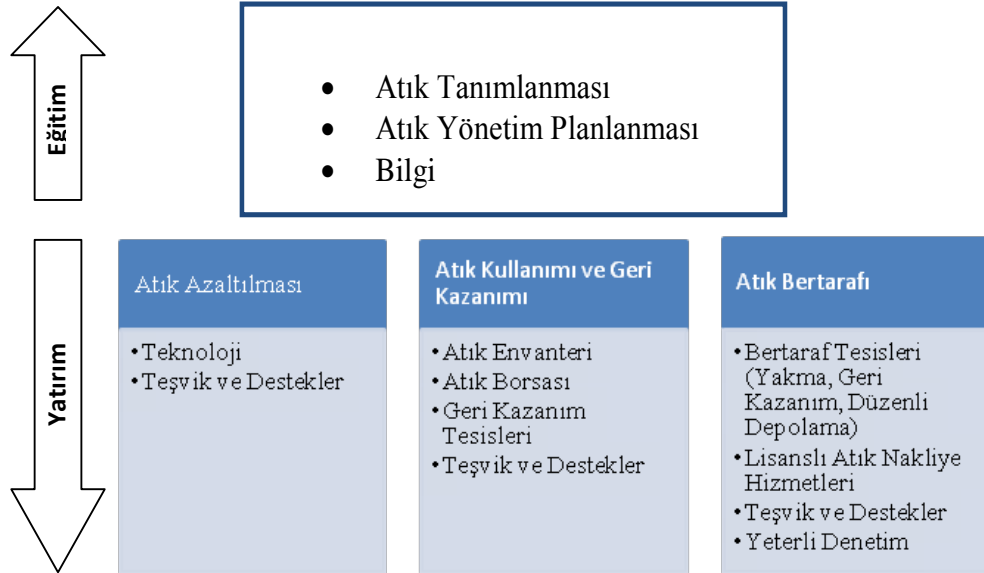 Eğitim
• Atık Tanımlanması
• Atık Yönetim Planlanması
• Bilgi
Yatırım
Atık Azaltılması
•Teknoloji
•Teşvik ve Destekler
Atık Kullanımı ve Geri
Kazanımı
•Atık Envanteri
•Atık Borsası
•Geri Kazanım
Tesisleri
•Teşvik ve Destekler
Atık Bertarafı
•Bertaraf Tesisleri
(Yakma, Geri
Kazanım, Düzenli
Depolama)
•Lisanslı Atık Nakliye
Hizmetleri
•Teşvik ve Destekler
•Yeterli Denetim